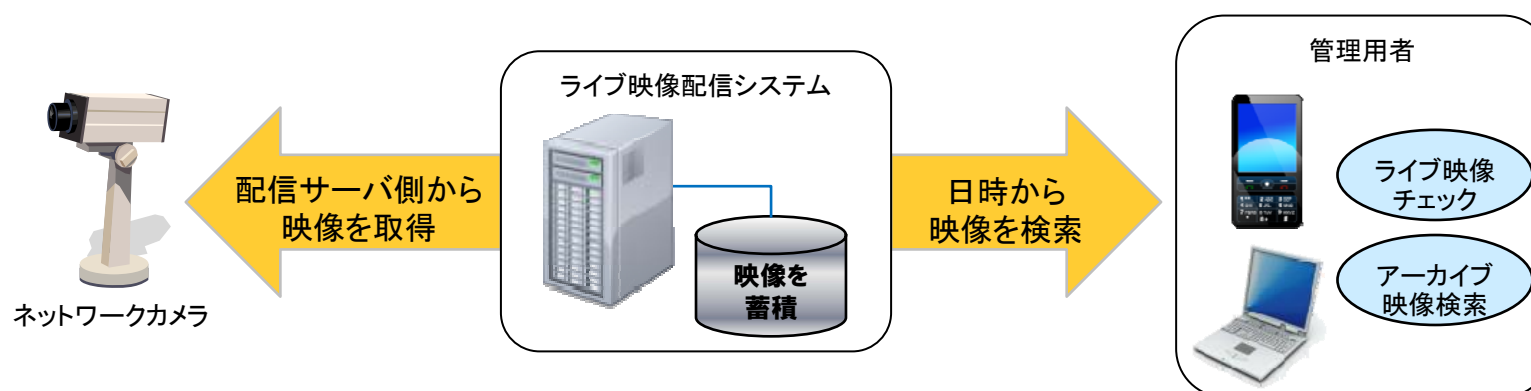 ネットワークカメラ
配信サーバ側から
映像を取得
ライブ映像配信システム
映像を
蓄積
日時から
映像を検索
管理用者
ライブ映像
チェック
アーカイブ
映像検索